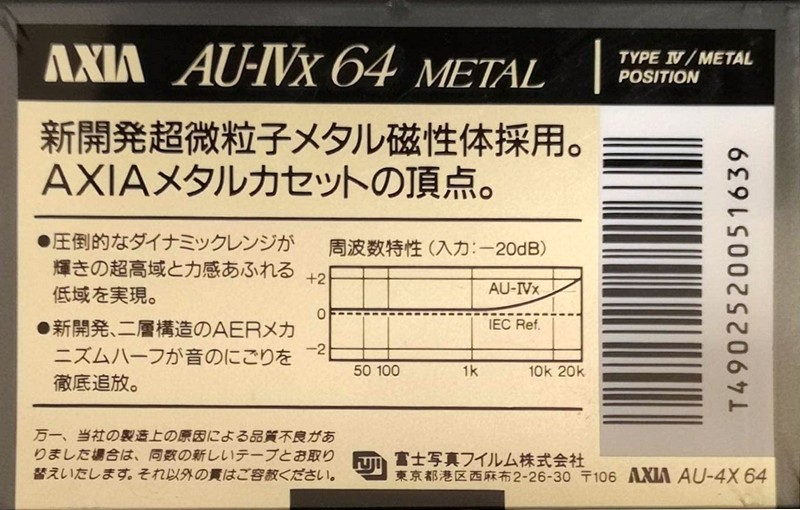 AXIA AU-IVx 64 METAL
TYPE IV / METAL
POSITION
新開発超微粒子メタル磁性体採用。
AXIAメタルカセットの頂点。
●圧倒的なダイナミックレンジが
輝きの超高域と力感あふれる
低域を実現。
●新開発、二層構造のAERメカ
ニズムハーフが音のにごりを
徹底追放。
周波数特性（入力：－20dB）
+2
AU-IVx
0
IEC Ref.
－2
50 100 1k 10k 20k
T4902520051639
万一、当社の製造上の原因による品質不良があ
りました場合は、同数の新しいテープとお取り
替えいたします。それ以外の責はご容赦ください。
FUJI 富士写真フイルム株式会社
東京都港区西麻布2-26-30 〒106
AXIA AU-4X 64